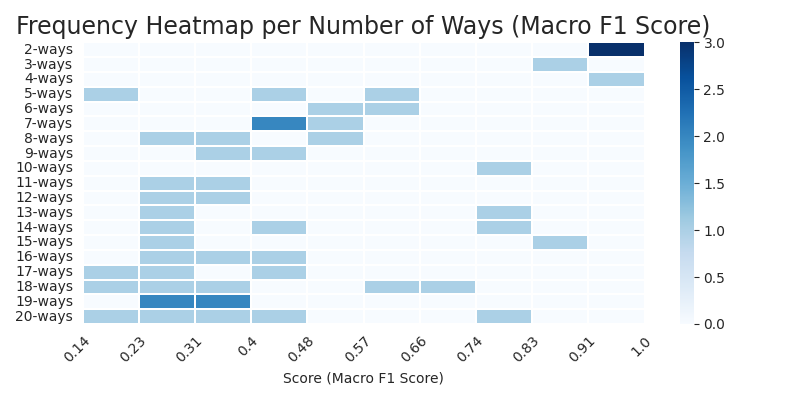 Frequency Heatmap per Number of Ways (Macro F1 Score)
2-ways
3-ways
4-ways
5-ways
6-ways
7-ways
8-ways
9-ways
10-ways
11-ways
12-ways
13-ways
14-ways
15-ways
16-ways
17-ways
18-ways
19-ways
20-ways
0.14 0.23 0.31 0.4 0.48 0.57 0.66 0.74 0.83 0.91 1.0
Score (Macro F1 Score)
3.0
2.5
2.0
1.5
1.0
0.5
0.0